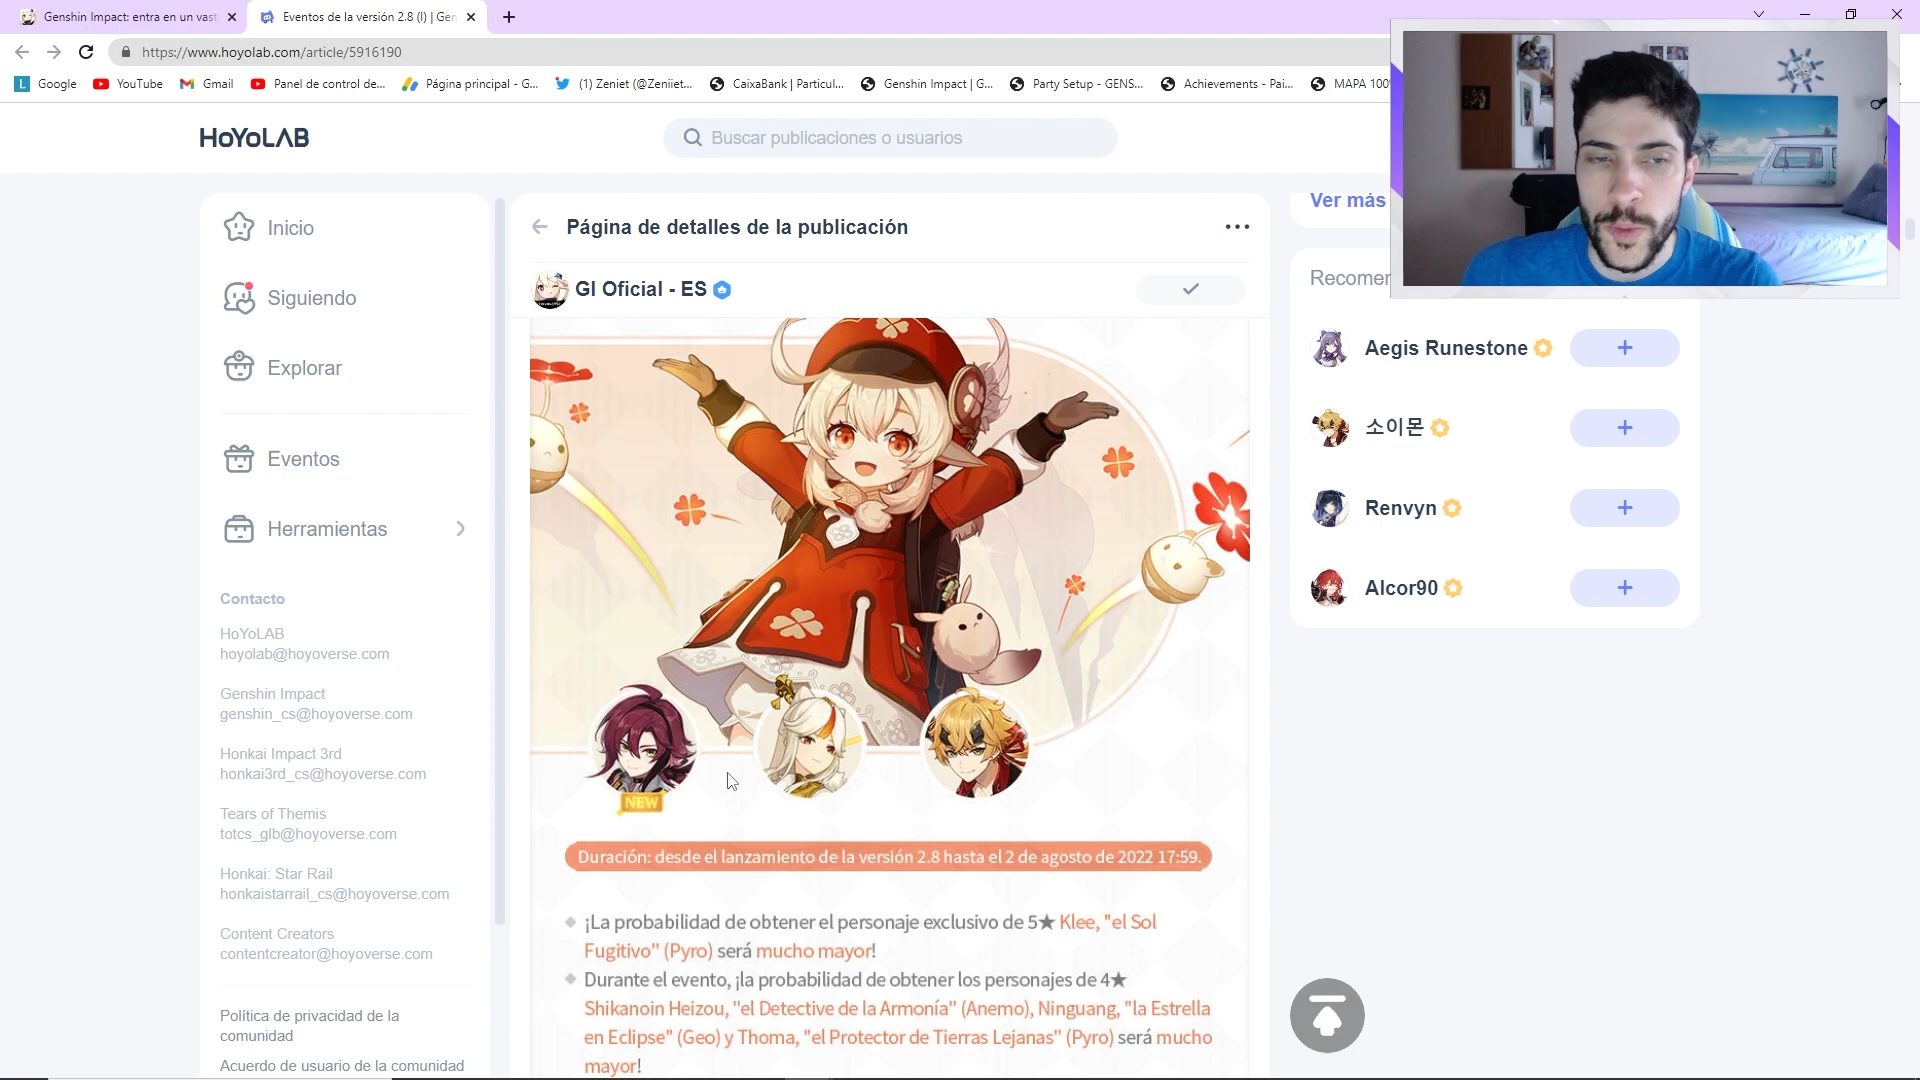 Genshin Impact: entra en un vast
Eventos de la versión 2.8 (I) | Gen
https://www.hoyolab.com/article/5916190
Google
YouTube
Gmail
Panel de control de...
Página principal - G...
(1) Zeniet (@Zeniiet...
CaixaBank | Particul...
Genshin Impact | G...
Party Setup - GENS...
Achievements - Pai...
MAPA 100
HoYoLAB
Buscar publicaciones o usuarios
Inicio
Siguiendo
Explorar
Eventos
Herramientas
Contacto
HoYoLAB
hoyolab@hoyoverse.com
Genshin Impact
genshin_cs@hoyoverse.com
Honkai Impact 3rd
honkai3rd_cs@hoyoverse.com
Tears of Themis
totcs_glb@hoyoverse.com
Honkai: Star Rail
honkaistarrail_cs@hoyoverse.com
Content Creators
contentcreator@hoyoverse.com
Política de privacidad de la
comunidad
Acuerdo de usuario de la comunidad
Página de detalles de la publicación
GI Oficial - ES
NEW
Duración: desde el lanzamiento de la versión 2.8 hasta el 2 de agosto de 2022 17:59.
¡La probabilidad de obtener el personaje exclusivo de 5★ Klee, "el Sol
Fugitivo" (Pyro) será mucho mayor!
Durante el evento, ¡la probabilidad de obtener los personajes de 4★
Shikanoin Heizou, "el Detective de la Armonía" (Anemo), Ninguang, "la Estrella
en Eclipse" (Geo) y Thoma, "el Protector de Tierras Lejanas" (Pyro) será mucho
mayor!
Ver más
Recomen
Aegis Runestone
소이몬
Renvyn
Alcor90